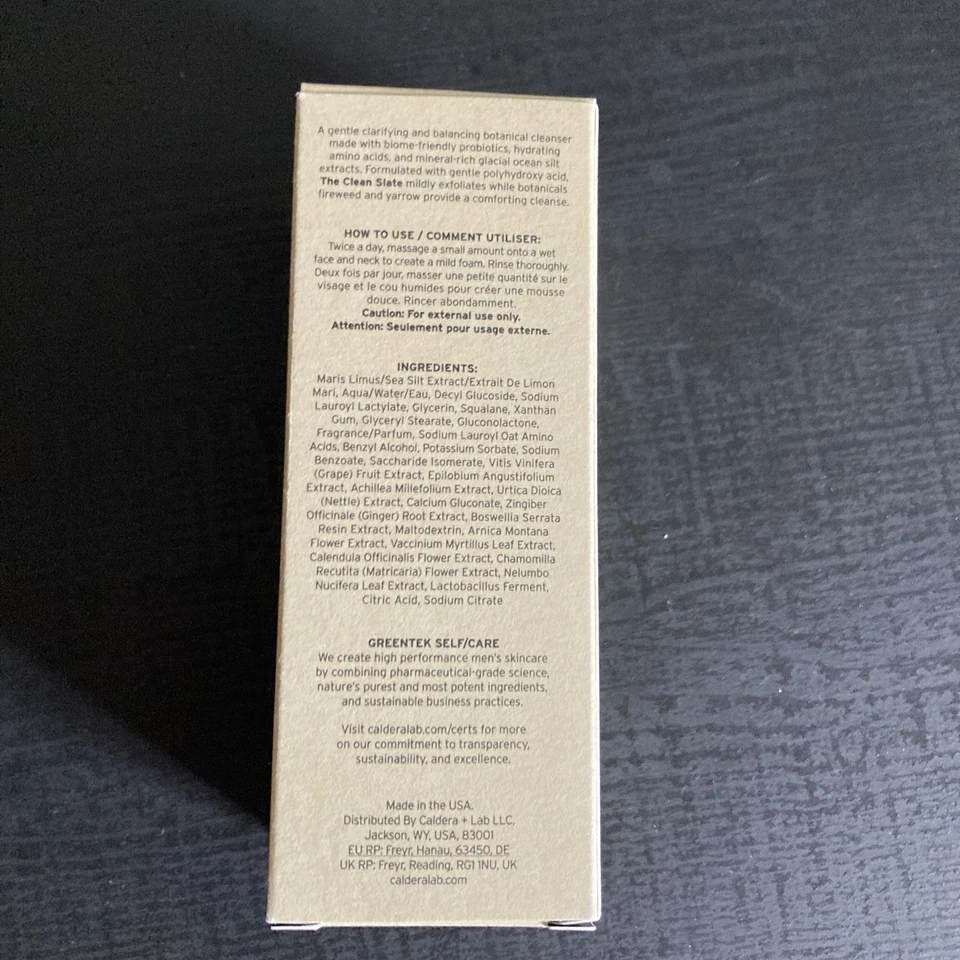 A gentle clarifying and balancing botanical cleanser
made with biome-friendly probiotics, hydrating
amino acids, and mineral-rich glacial ocean silt
extracts. Formulated with gentle polyhydroxy acid,
The Clean Slate mildly exfoliates while botanicals
fireweed and yarrow provide a comforting cleanse.
HOW TO USE / COMMENT UTILISER:
Twice a day, massage a small amount onto a wet
face and neck to create a mild foam. Rinse thoroughly.
Deux fois par jour, masser une petite quantité sur le
visage et le cou humides pour créer une mousse
douce. Rincer abondamment.
Caution: For external use only.
Attention: Seulement pour usage externe.
INGREDIENTS:
Maris Limus/Sea Silt Extract/Extrait De Limon
Mari, Aqua/Water/Eau, Decyl Glucoside, Sodium
Lauroyl Lactylate, Glycerin, Squalane, Xanthan
Gum, Glyceryl Stearate, Gluconolactone,
Fragrance/Parfum, Sodium Lauroyl Oat Amino
Acids, Benzyl Alcohol, Potassium Sorbate, Sodium
Benzoate, Saccharide Isomerate, Vitis Vinifera
(Grape) Fruit Extract, Epilobium Angustifolium
Extract, Achillea Millefolium Extract, Urtica Dioica
(Nettle) Extract, Calcium Gluconate, Zingiber
Officinale (Ginger) Root Extract, Boswellia Serrata
Resin Extract, Maltodextrin, Arnica Montana
Flower Extract, Vaccinium Myrtillus Leaf Extract,
Calendula Officinalis Flower Extract, Chamomilla
Recutita (Matricaria) Flower Extract, Nelumbo
Nucifera Leaf Extract, Lactobacillus Ferment,
Citric Acid, Sodium Citrate
GREENTEK SELF/CARE
We create high performance men's skincare
by combining pharmaceutical-grade science,
nature's purest and most potent ingredients,
and sustainable business practices.
Visit calderalab.com/certs for more
on our commitment to transparency,
sustainability, and excellence.
Made in the USA.
Distributed By Caldera + Lab LLC,
Jackson, WY, USA, 83001
EU RP: Freyr, Hanau, 63450, DE
UK RP: Freyr, Reading, RG1 1NU, UK
calderalab.com